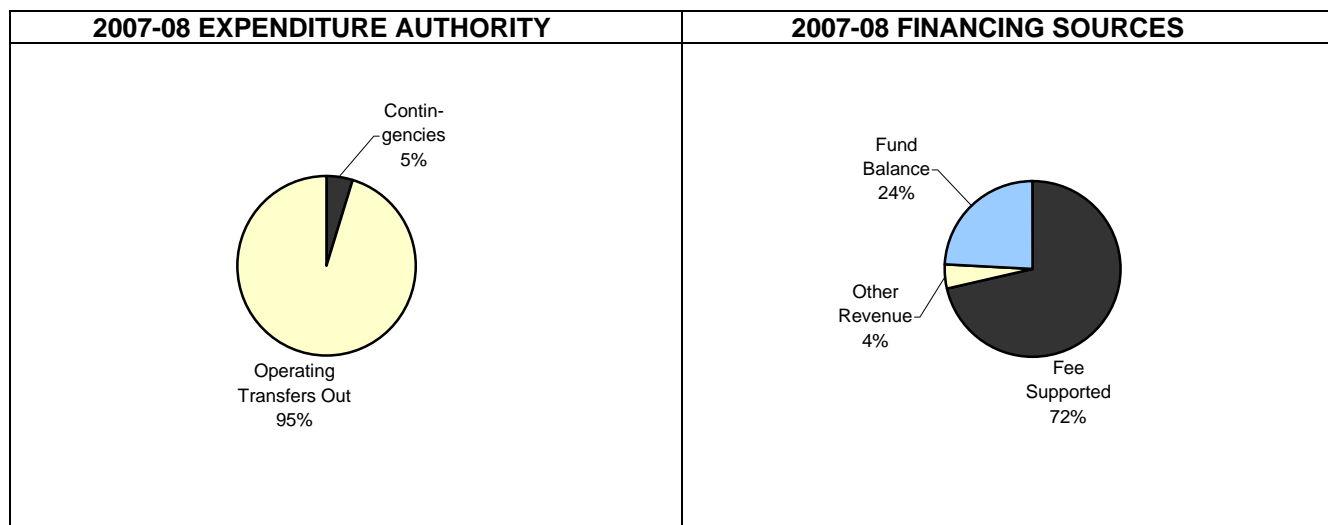 2007-08 EXPENDITURE AUTHORITY
Contin-
gencies
5%
Operating
Transfers Out
95%
2007-08 FINANCING SOURCES
Fund
Balance
24%
Other
Revenue
4%
Fee
Supported
72%